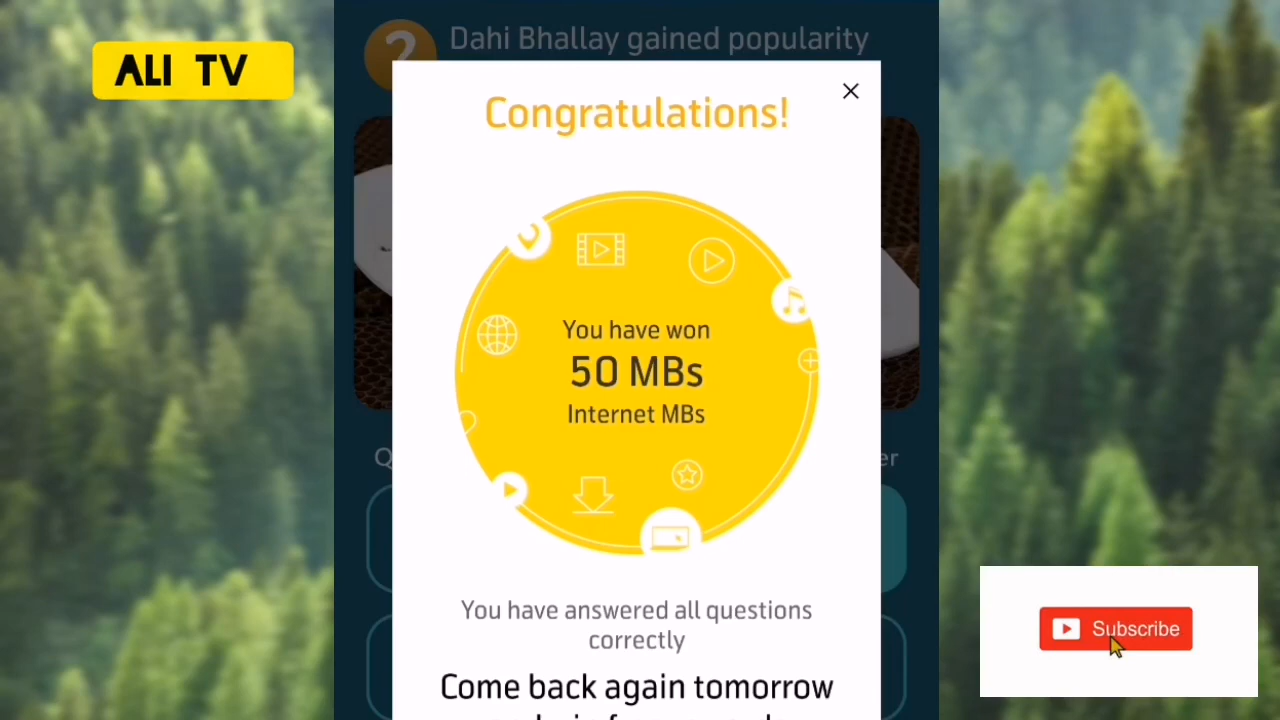 ALI TV
? Dahi Bhallay gained popularity
Congratulations!
You have won
50 MBs
Internet MBs
You have answered all questions
correctly
Come back again tomorrow
Subscribe